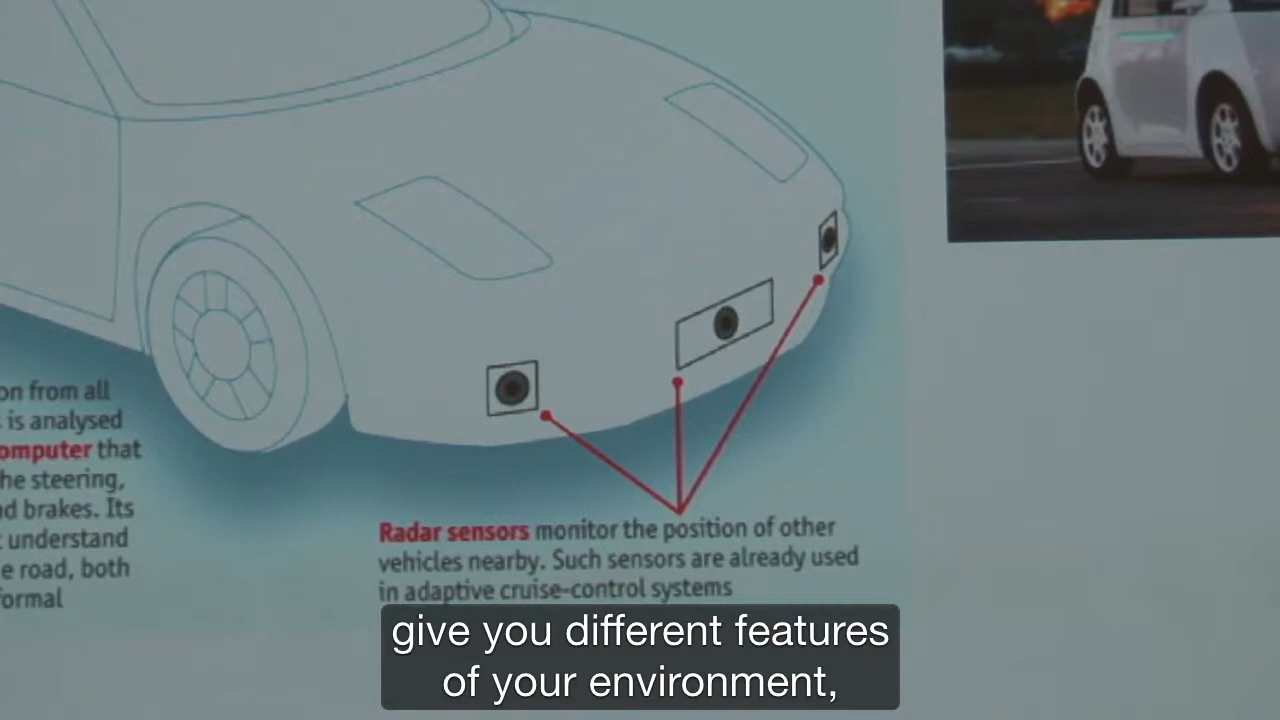 on from all
is analysed
omputer that
he steering,
d brakes. Its
understand
e road, both
ormal
Radar sensors monitor the position of other
vehicles nearby. Such sensors are already used
in adaptive cruise-control systems
give you different features
of your environment,